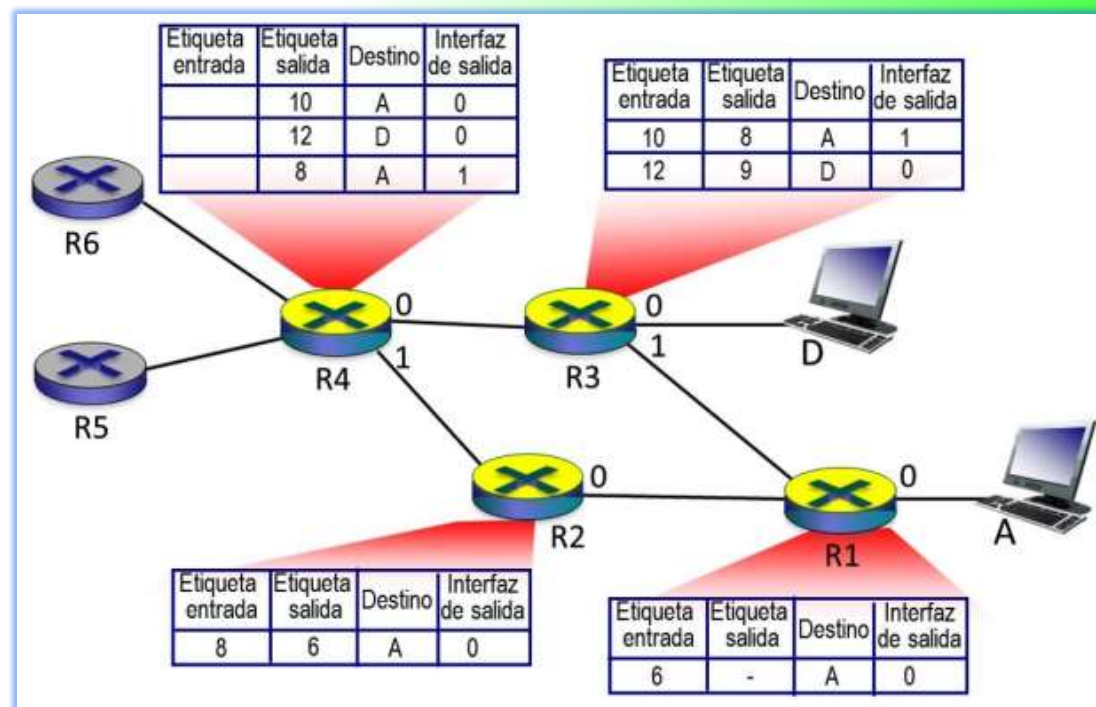 Etiqueta entrada Etiqueta salida Destino Interfaz de salida
10 A 0
12 D 0
8 A 1
Etiqueta entrada Etiqueta salida Destino Interfaz de salida
10 8 A 1
12 9 D 0
R6
0
1
R4
0
1
R3
D
R5
0
R2
0
R1
A
Etiqueta entrada Etiqueta salida Destino Interfaz de salida
8 6 A 0
Etiqueta entrada Etiqueta salida Destino Interfaz de salida
6 - A 0